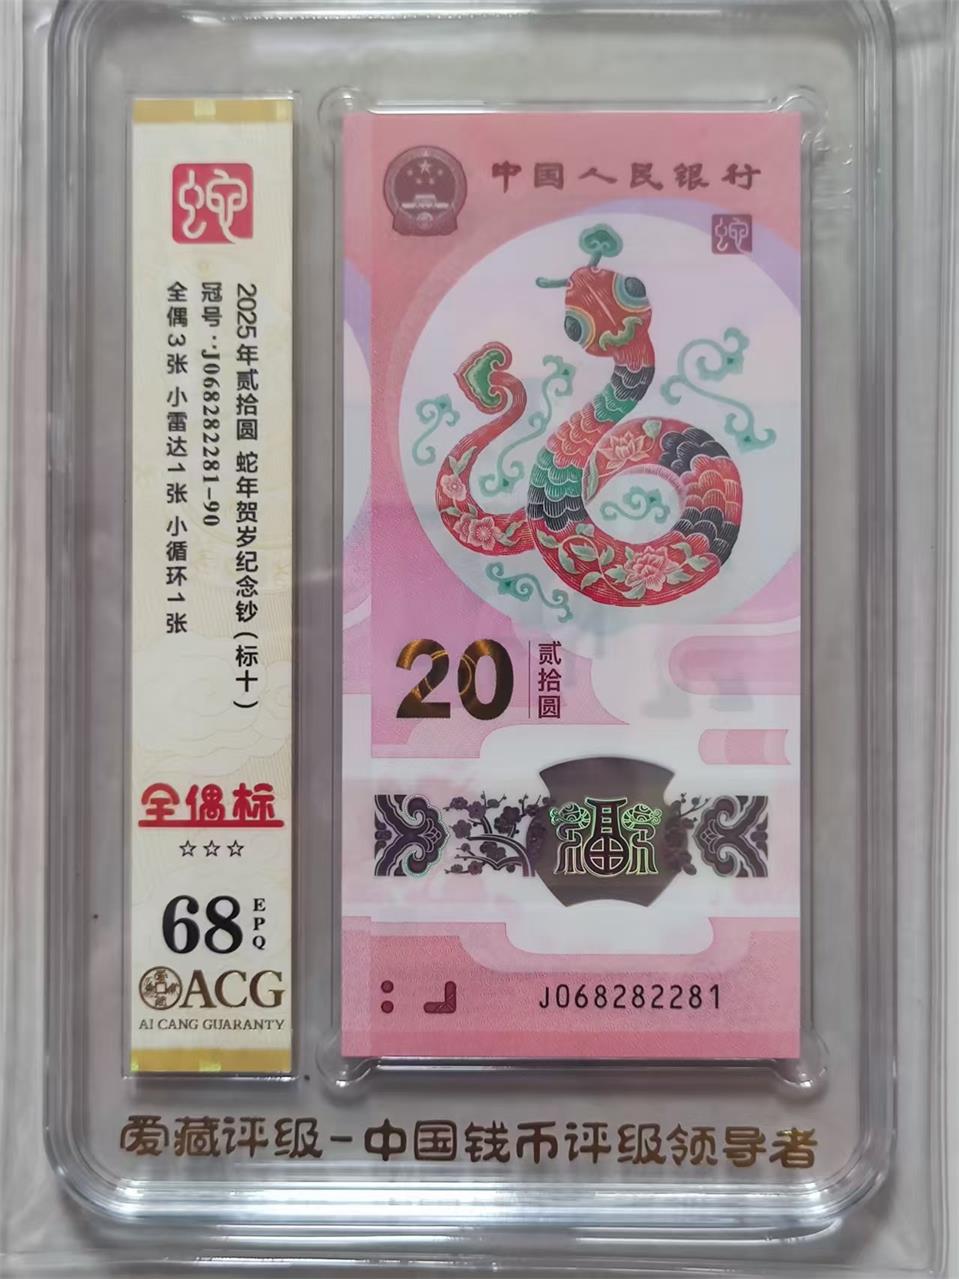 2025年贰拾圆 蛇年贺岁纪念钞(标十)
冠号:J068282281-90
全偶3张 小雷达1张 小循环1张
全偶标
☆☆☆
68 EPQ
ACG
AI CANG GUARANTY
中国人民银行
蛇
20 贰拾圆
福
J068282281
爱藏评级-中国钱币评级领导者